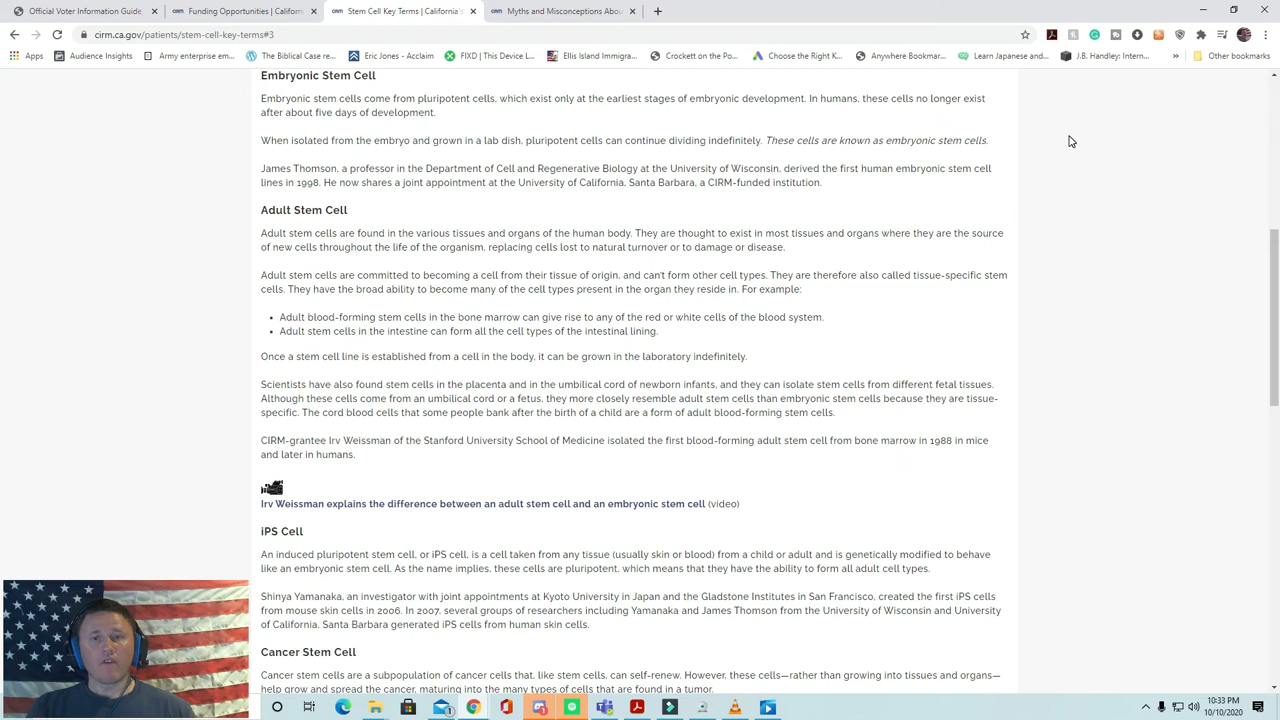 Official Voter Information Guide,
Funding Opportunities | Californi
Stem Cell Key Terms | California's
Myths and Misconceptions Abou
cirm.ca.gov/patients/stem-cell-key-terms#3
Apps
Audience Insights
Army enterprise em...
The Biblical Case re...
Eric Jones - Acclaim
FIXD | This Device L...
Ellis Island Immigra...
Crockett on the Po...
Choose the Right K...
Anywhere Bookmar...
Learn Japanese and...
J.B. Handley: Intern...
»
Other bookmarks
Embryonic Stem Cell
Embryonic stem cells come from pluripotent cells, which exist only at the earliest stages of embryonic development. In humans, these cells no longer exist
after about five days of development.
When isolated from the embryo and grown in a lab dish, pluripotent cells can continue dividing indefinitely. These cells are known as embryonic stem cells.
James Thomson, a professor in the Department of Cell and Regenerative Biology at the University of Wisconsin, derived the first human embryonic stem cell
lines in 1998. He now shares a joint appointment at the University of California, Santa Barbara, a CIRM-funded institution.
Adult Stem Cell
Adult stem cells are found in the various tissues and organs of the human body. They are thought to exist in most tissues and organs where they are the source
of new cells throughout the life of the organism, replacing cells lost to natural turnover or to damage or disease.
Adult stem cells are committed to becoming a cell from their tissue of origin, and can't form other cell types. They are therefore also called tissue-specific stem
cells. They have the broad ability to become many of the cell types present in the organ they reside in. For example:
• Adult blood-forming stem cells in the bone marrow can give rise to any of the red or white cells of the blood system.
• Adult stem cells in the intestine can form all the cell types of the intestinal lining.
Once a stem cell line is established from a cell in the body, it can be grown in the laboratory indefinitely.
Scientists have also found stem cells in the placenta and in the umbilical cord of newborn infants, and they can isolate stem cells from different fetal tissues.
Although these cells come from an umbilical cord or a fetus, they more closely resemble adult stem cells than embryonic stem cells because they are tissue-
specific. The cord blood cells that some people bank after the birth of a child are a form of adult blood-forming stem cells.
CIRM-grantee Irv Weissman of the Stanford University School of Medicine isolated the first blood-forming adult stem cell from bone marrow in 1988 in mice
and later in humans.
Irv Weissman explains the difference between an adult stem cell and an embryonic stem cell (video)
iPS Cell
An induced pluripotent stem cell, or iPS cell, is a cell taken from any tissue (usually skin or blood) from a child or adult and is genetically modified to behave
like an embryonic stem cell. As the name implies, these cells are pluripotent, which means that they have the ability to form all adult cell types.
Shinya Yamanaka, an investigator with joint appointments at Kyoto University in Japan and the Gladstone Institutes in San Francisco, created the first iPS cells
from mouse skin cells in 2006. In 2007, several groups of researchers including Yamanaka and James Thomson from the University of Wisconsin and University
of California, Santa Barbara generated iPS cells from human skin cells.
Cancer Stem Cell
Cancer stem cells are a subpopulation of cancer cells that, like stem cells, can self-renew. However, these cells—rather than growing into tissues and organs—
help grow and spread the cancer, maturing into the many types of cells that are found in a tumor.
10:33 PM
10/10/2020